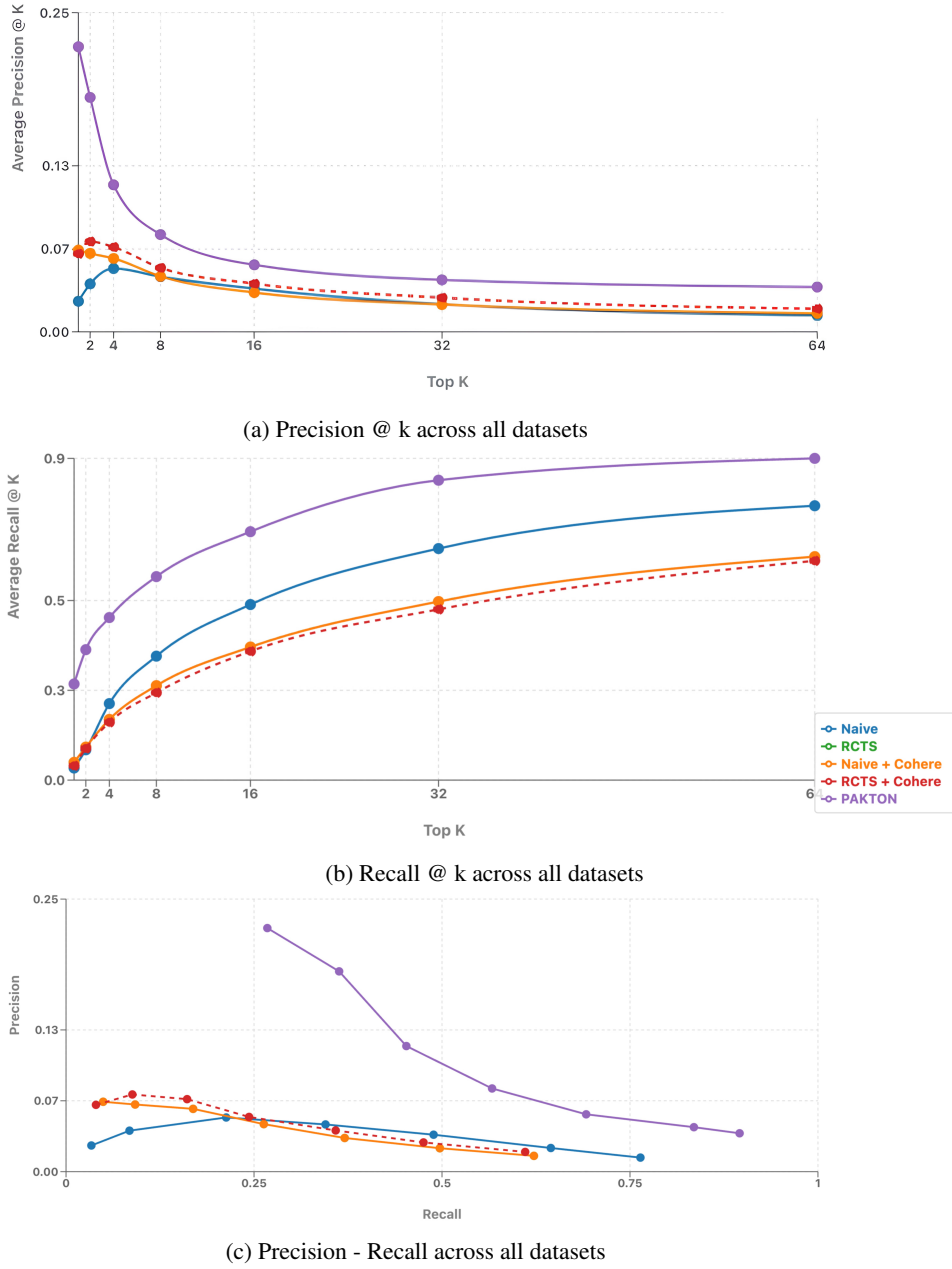 0.25
0.13
0.07
0.00
Average Precision @ K
2 4 8 16 32 64
Top K
(a) Precision @ k across all datasets
0.9
0.5
0.3
0.0
Average Recall @ K
2 4 8 16 32 64
Top K
Naive
RCTS
Naive + Cohere
RCTS + Cohere
PAKTON
(b) Recall @ k across all datasets
0.25
0.13
0.07
0.00
Precision
0 0.25 0.5 0.75 1
Recall
(c) Precision - Recall across all datasets